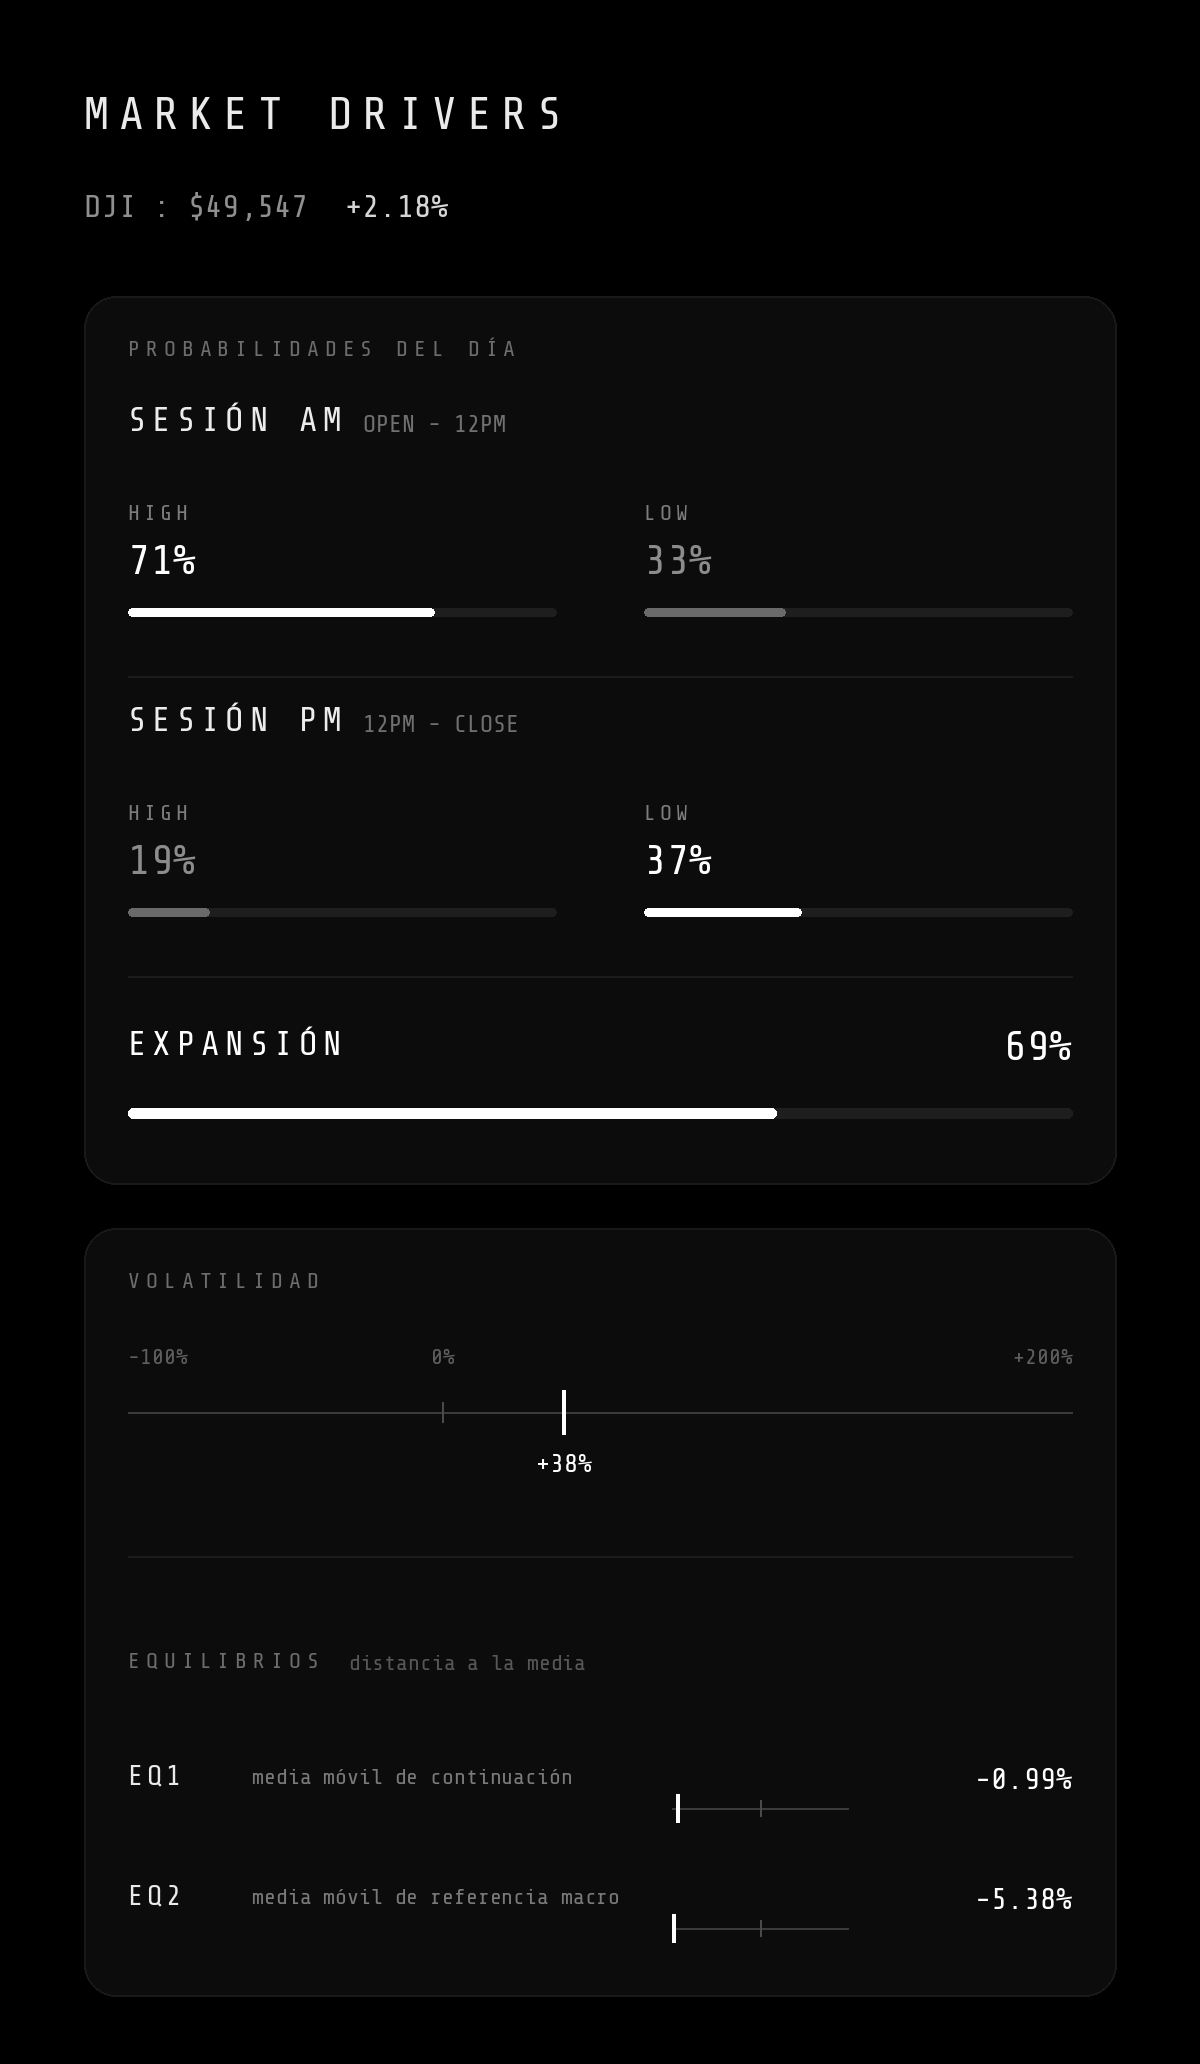 MARKET DRIVERS
DJI : $49,547 +2.18%
PROBABILIDADES DEL DÍA
SESIÓN AM OPEN – 12PM
HIGH LOW
71% 33%
SESIÓN PM 12PM – CLOSE
HIGH LOW
19% 37%
EXPANSIÓN 69%
VOLATILIDAD
-100% 0% +200%
+38%
EQUILIBRIOS distancia a la media
EQ1 media móvil de continuación -0.99%
EQ2 media móvil de referencia macro -5.38%